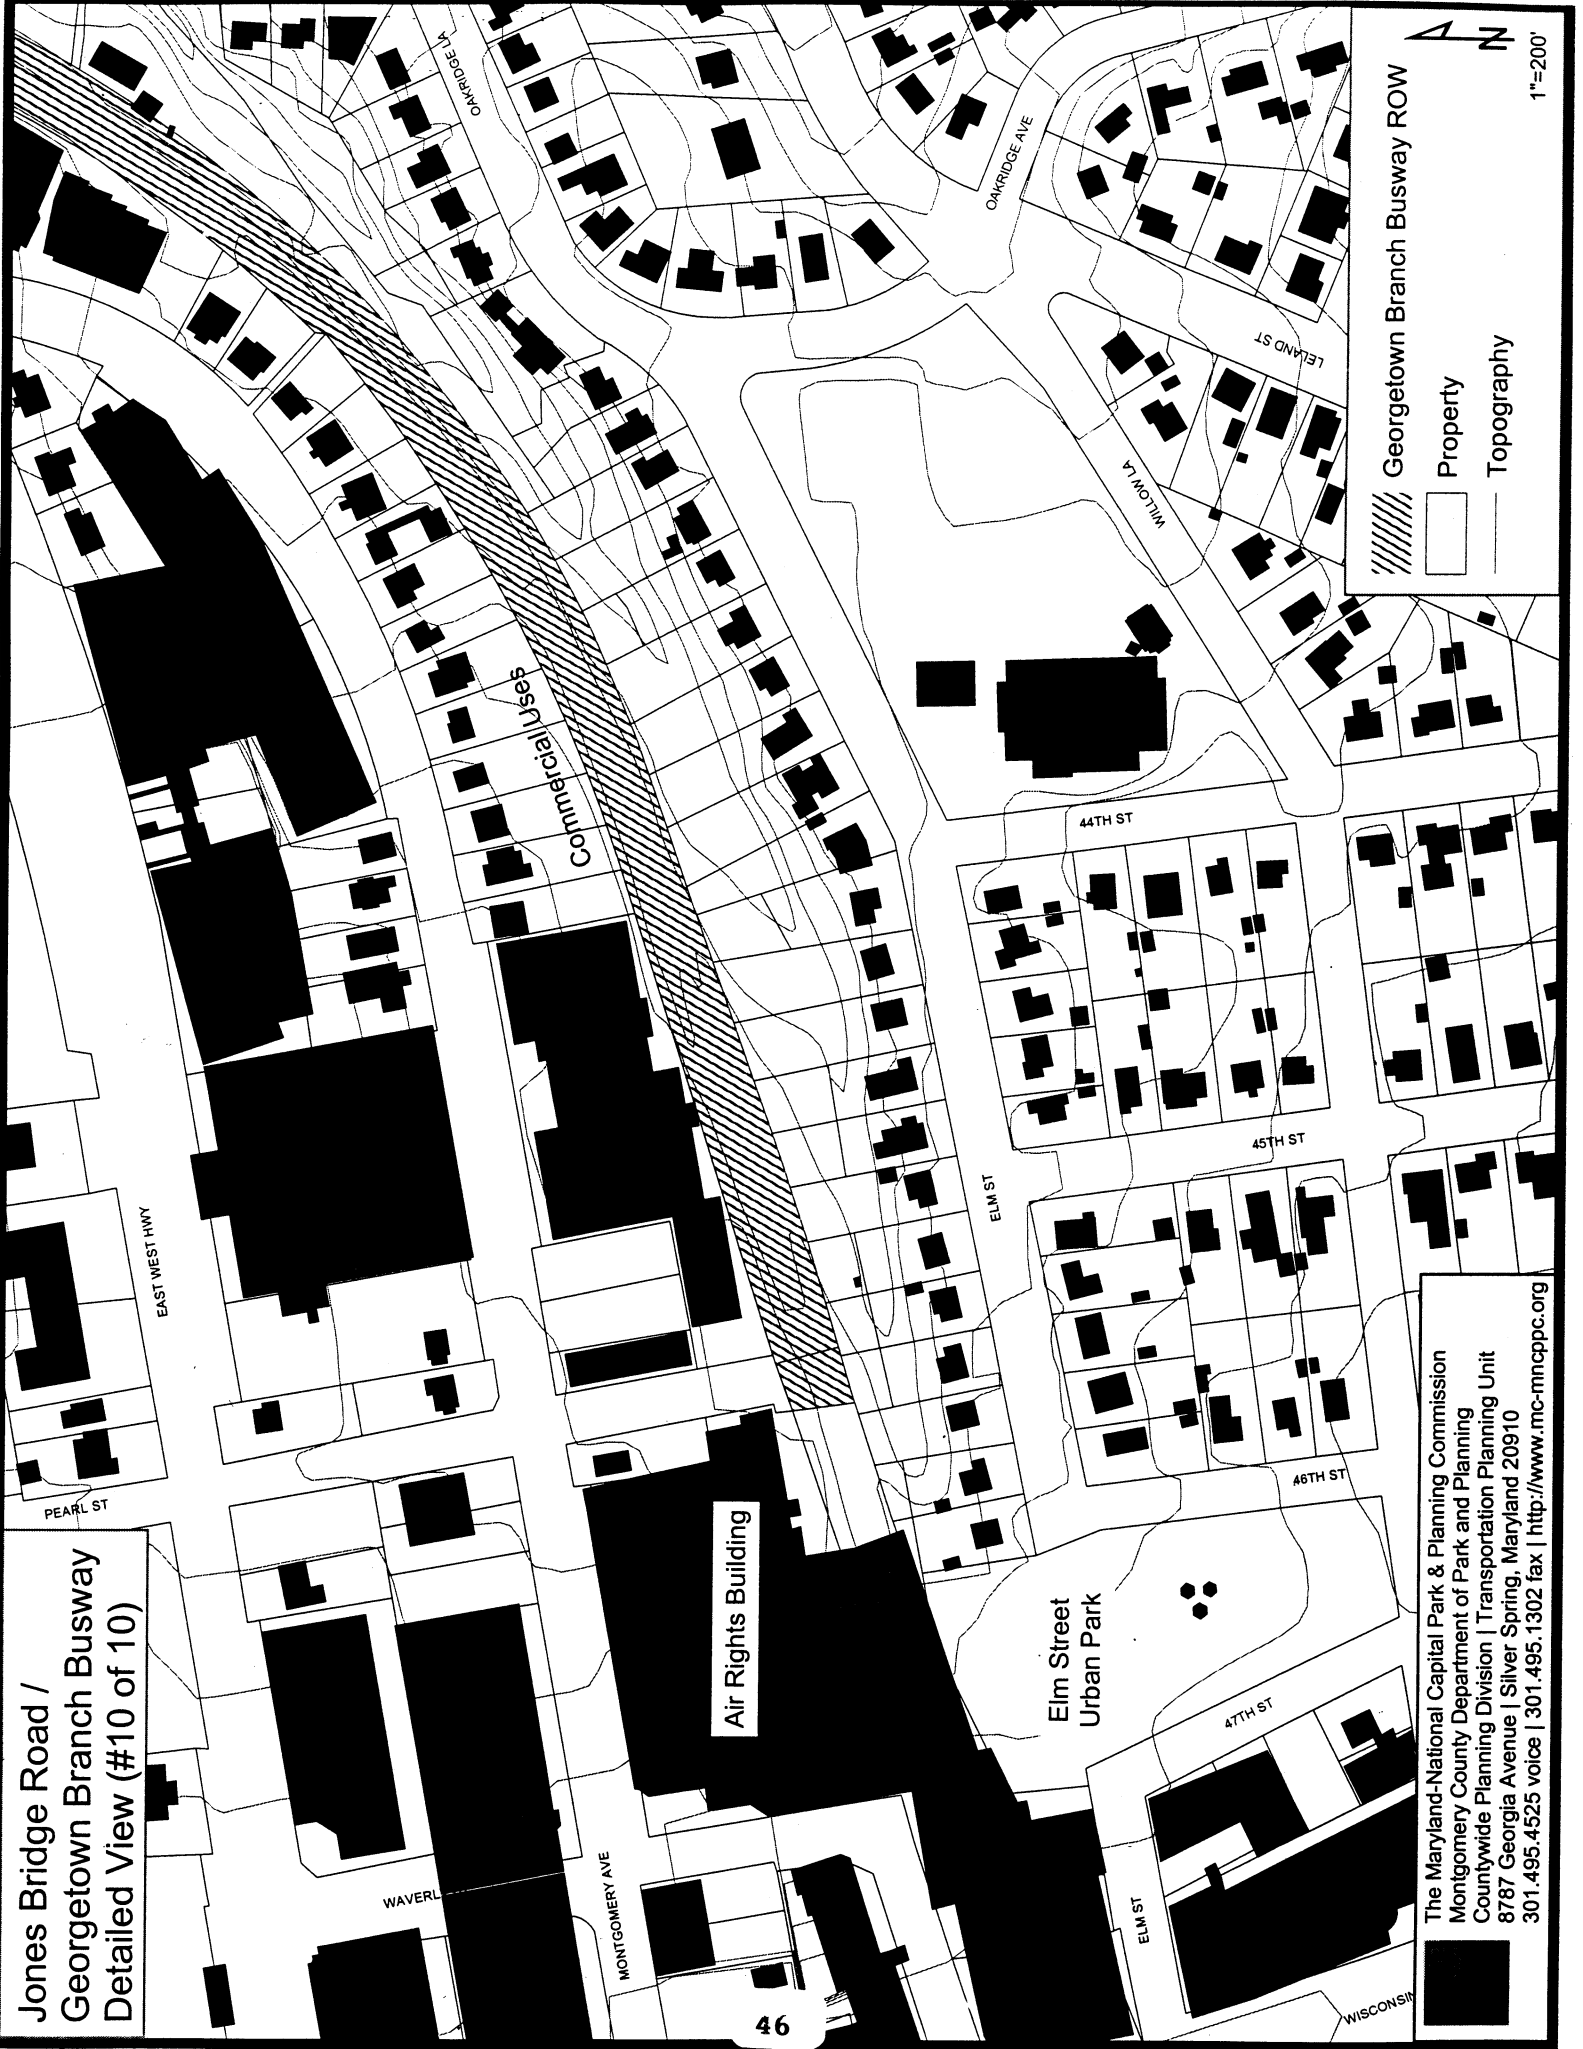 Jones Bridge Road /
Georgetown Branch Busway
Detailed View (#10 of 10)
PEARL ST
EAST WEST HWY
WAVERL
MONTGOMERY AVE
Air Rights Building
Commercial Uses
Elm Street
Urban Park
ELM ST
ELM ST
47TH ST
46TH ST
45TH ST
44TH ST
WILLOW LA
LELAND ST
OAKRIDGE AVE
OAKRIDGE LA
WISCONSIN
Georgetown Branch Busway ROW
Property
Topography
N
1"=200'
The Maryland-National Capital Park & Planning Commission
Montgomery County Department of Park and Planning
Countywide Planning Division | Transportation Planning Unit
8787 Georgia Avenue | Silver Spring, Maryland 20910
301.495.4525 voice | 301.495.1302 fax | http://www.mc-mncppc.org
46